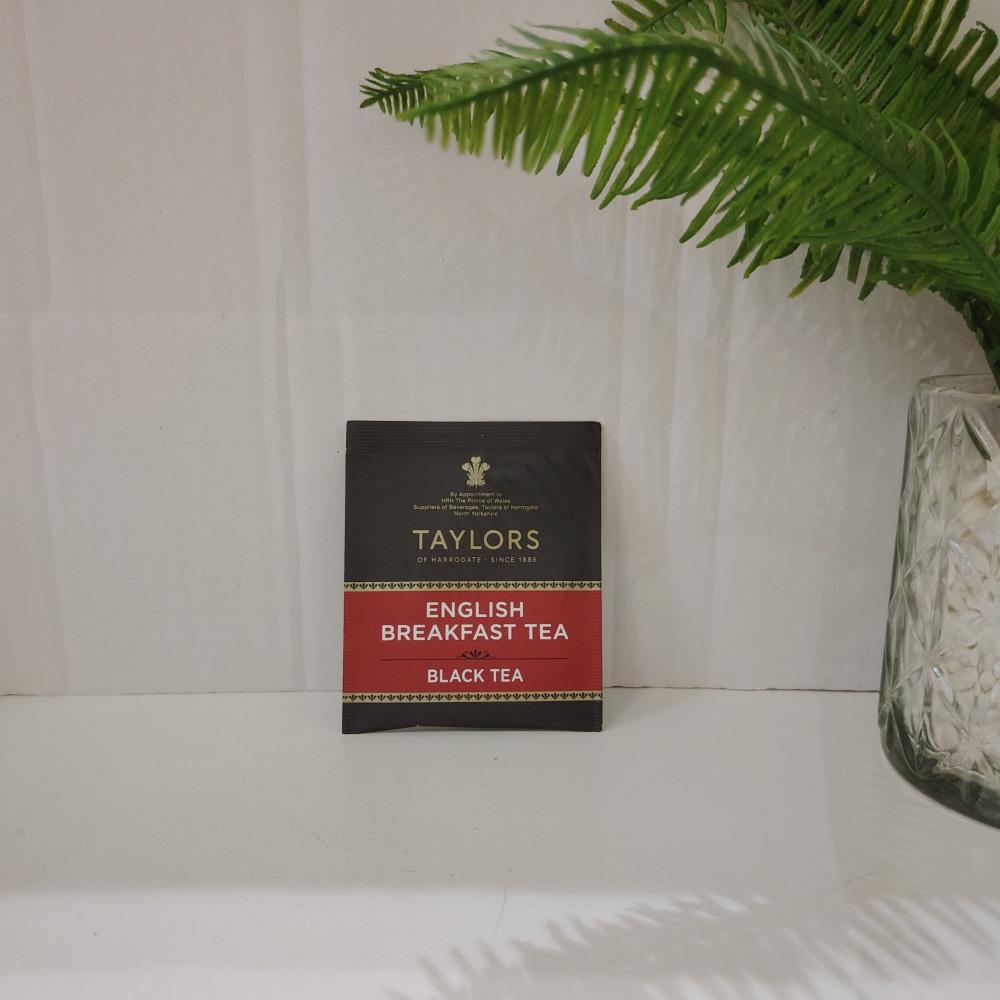 By Appointment to
HRH The Prince of Wales
Suppliers of Beverages, Taylors of Harrogate
North Yorkshire
TAYLORS
OF HARROGATE - SINCE 1886
ENGLISH
BREAKFAST TEA
BLACK TEA